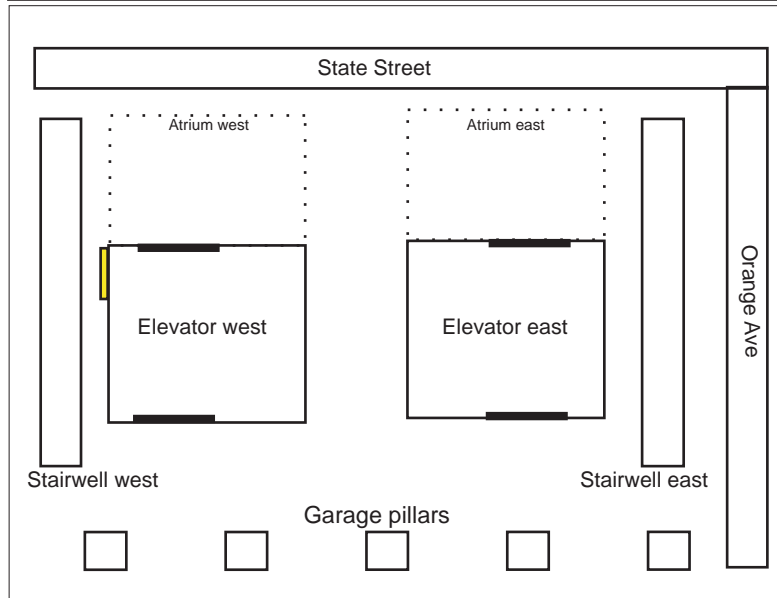 State Street
Atrium west
Atrium east
Orange Ave
Elevator west
Elevator east
Stairwell west
Stairwell east
Garage pillars